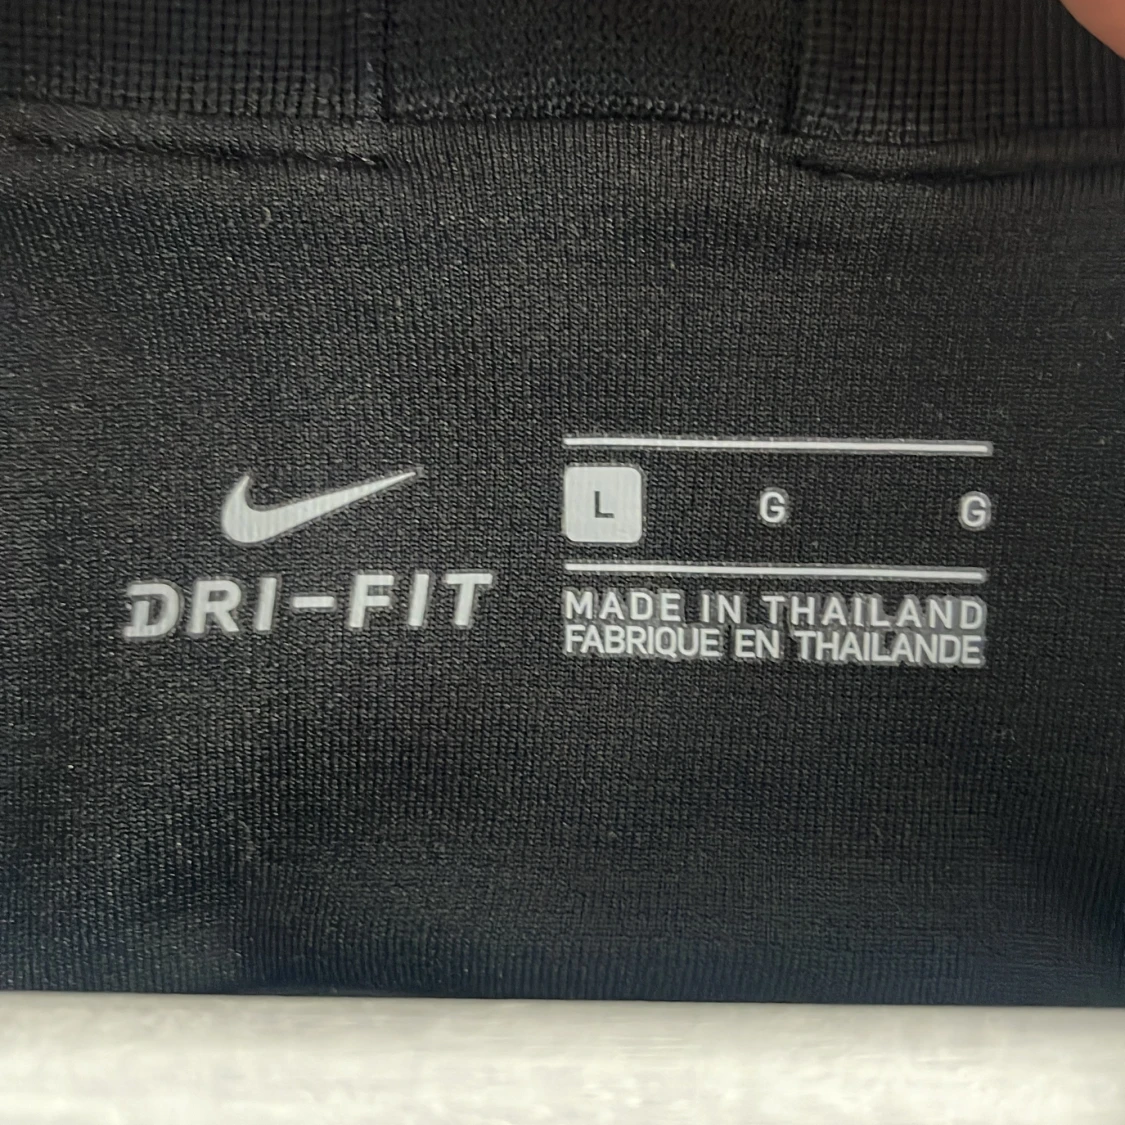 DRI-FIT
L G G
MADE IN THAILAND
FABRIQUE EN THAILANDE